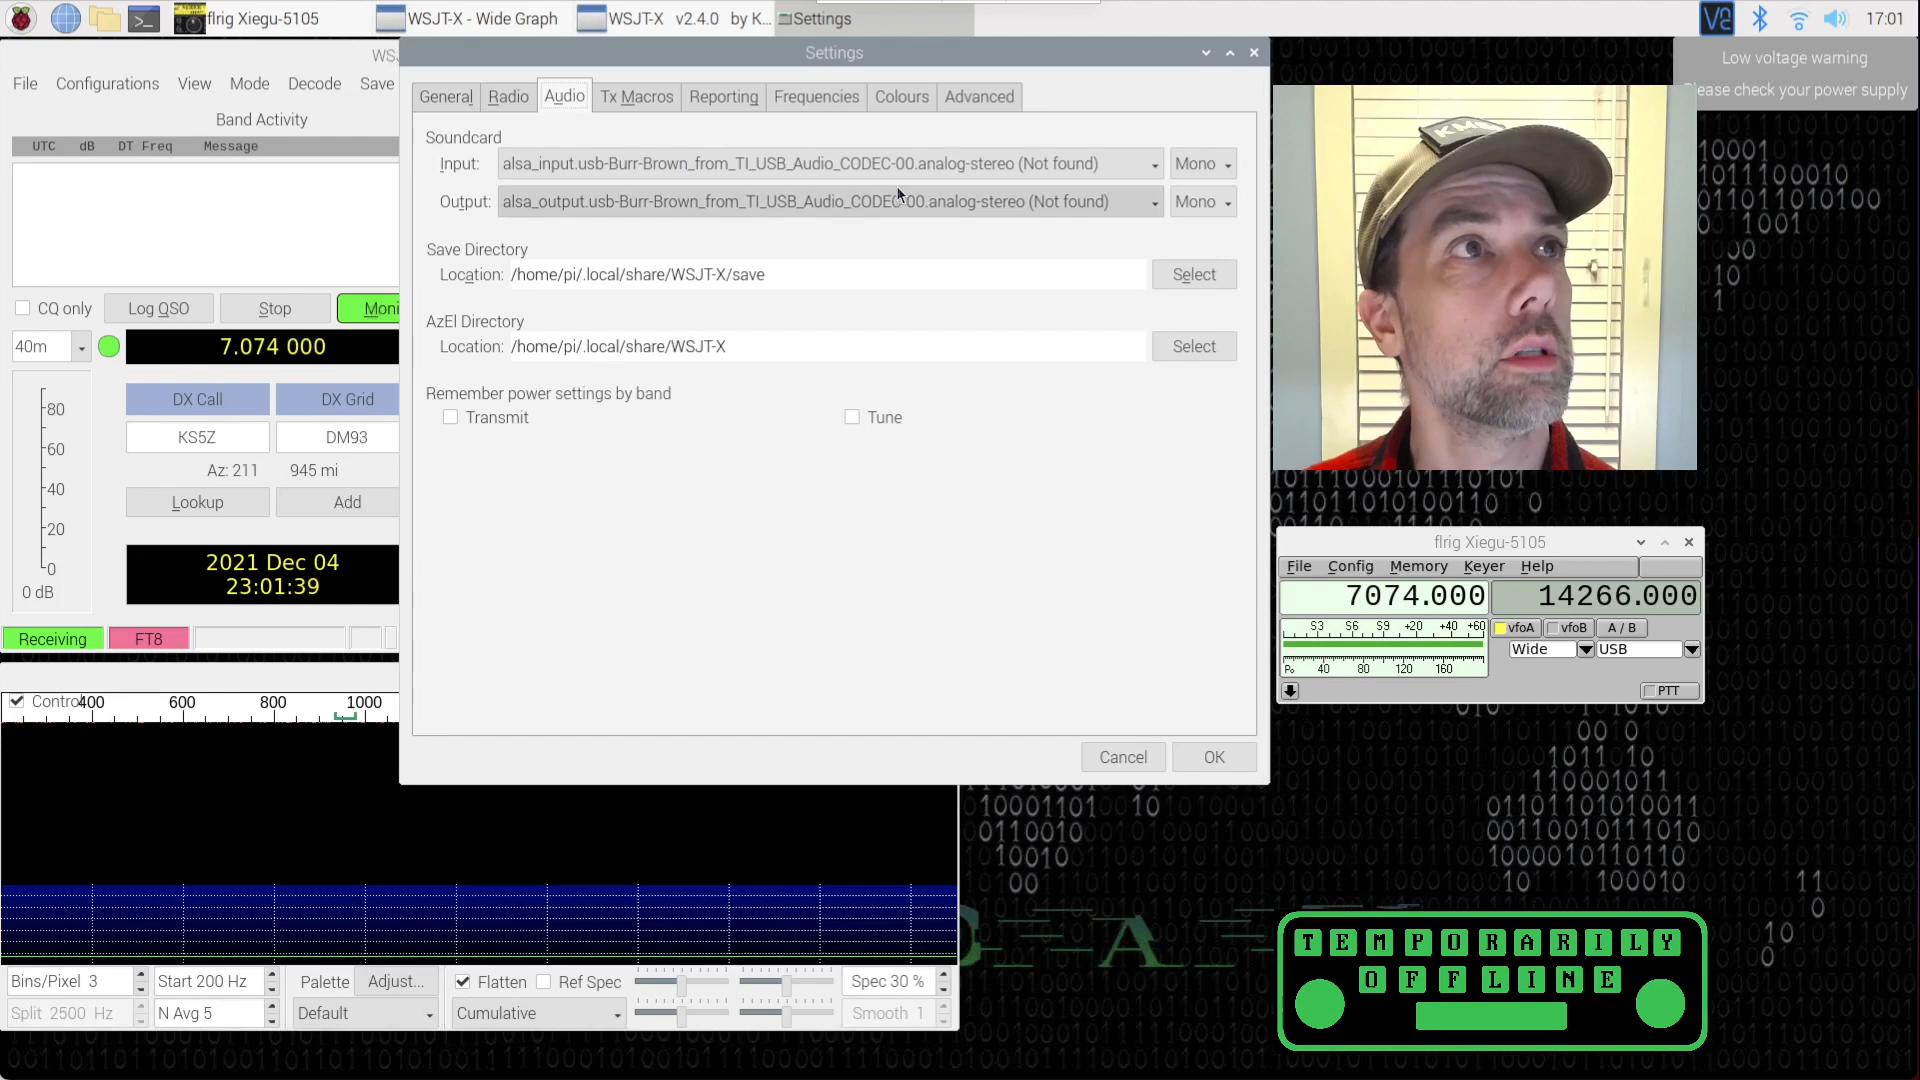 flrig Xiegu-5105
WSJT-X - Wide Graph
WSJT-X v2.4.0 by K...
Settings
17:01
Low voltage warning
Please check your power supply
WSJ
File Configurations View Mode Decode Save
Band Activity
UTC dB DT Freq Message
CQ only Log QSO Stop Moni
40m 7.074 000
DX Call DX Grid
KS5Z DM93
Az: 211 945 mi
Lookup Add
80
60
40
20
0
0 dB
2021 Dec 04
23:01:39
Receiving FT8
Settings
General Radio Audio Tx Macros Reporting Frequencies Colours Advanced
Soundcard
Input: alsa_input.usb-Burr-Brown_from_TI_USB_Audio_CODEC-00.analog-stereo (Not found) Mono
Output: alsa_output.usb-Burr-Brown_from_TI_USB_Audio_CODEC-00.analog-stereo (Not found) Mono
Save Directory
Location: /home/pi/.local/share/WSJT-X/save Select
AzEl Directory
Location: /home/pi/.local/share/WSJT-X Select
Remember power settings by band
Transmit Tune
Cancel OK
flrig Xiegu-5105
File Config Memory Keyer Help
7074.000 14266.000
S3 S6 S9 +20 +40 +60
Po 40 80 120 160
vfoA vfoB A / B
Wide USB
PTT
Control 400 600 800 1000
Bins/Pixel 3 Start 200 Hz Palette Adjust... Flatten Ref Spec Spec 30 %
Split 2500 Hz N Avg 5 Default Cumulative Smooth 1
TEMPORARILY
OFFLINE